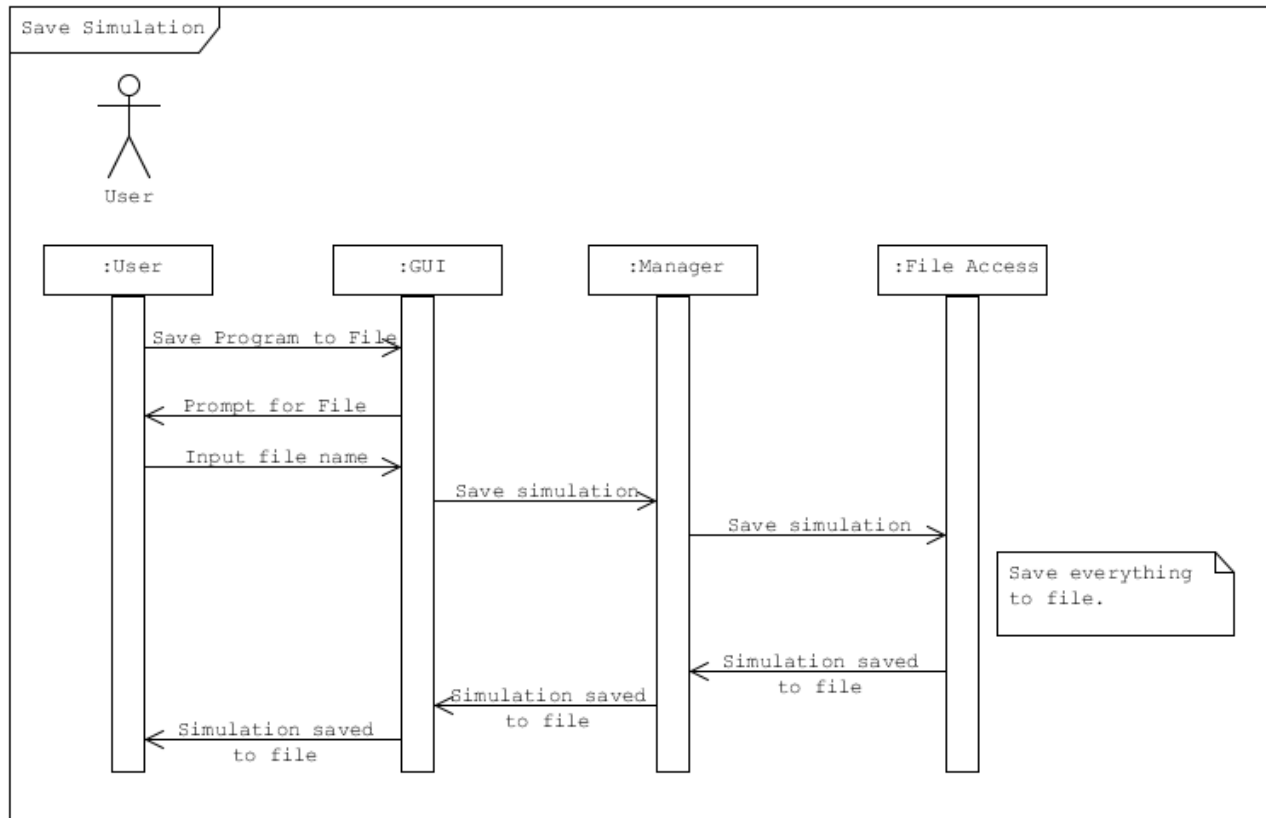 Save Simulation
User
:User
:GUI
:Manager
:File Access
Save Program to File
Prompt for File
Input file name
Save simulation
Save simulation
Save everything
to file.
Simulation saved
to file
Simulation saved
to file
Simulation saved
to file